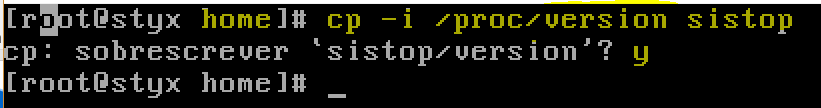 [root@styx home]# cp -i /proc/version sistop
cp: sobrescrever `sistop/version'? y
[root@styx home]# _